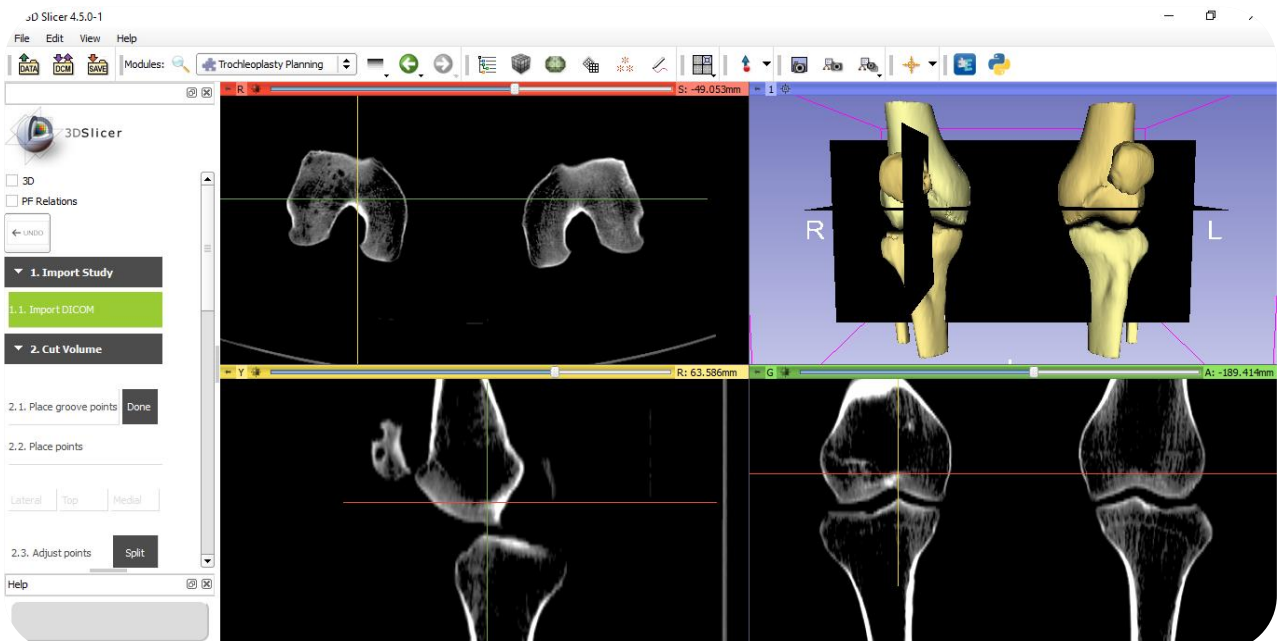 3D Slicer 4.5.0-1
File Edit View Help
DATA DCM SAVE Modules: Trochleoplasty Planning
R S: -49.053mm
1
3DSlicer
3D
PF Relations
← UNDO
1. Import Study
1.1. Import DICOM
2. Cut Volume
2.1. Place groove points Done
2.2. Place points
Lateral Top Medial
2.3. Adjust points Split
Help
R L
Y R: 63.586mm
G A: -189.414mm